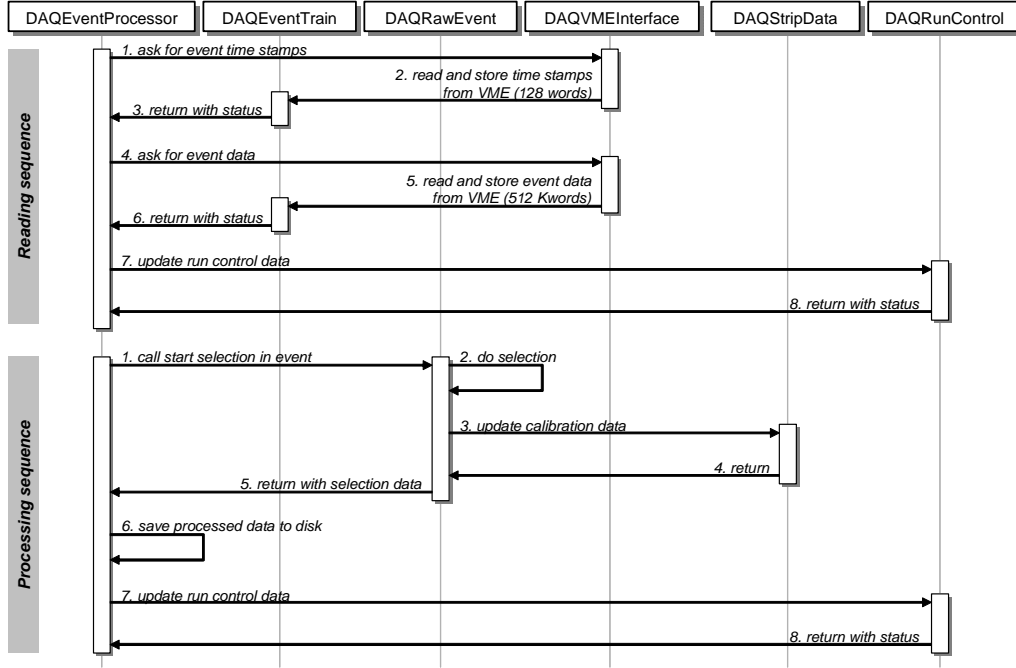 DAQEventProcessor
DAQEventTrain
DAQRawEvent
DAQVMEInterface
DAQStripData
DAQRunControl
Reading sequence
1. ask for event time stamps
2. read and store time stamps
from VME (128 words)
3. return with status
4. ask for event data
5. read and store event data
from VME (512 Kwords)
6. return with status
7. update run control data
8. return with status
Processing sequence
1. call start selection in event
2. do selection
3. update calibration data
4. return
5. return with selection data
6. save processed data to disk
7. update run control data
8. return with status